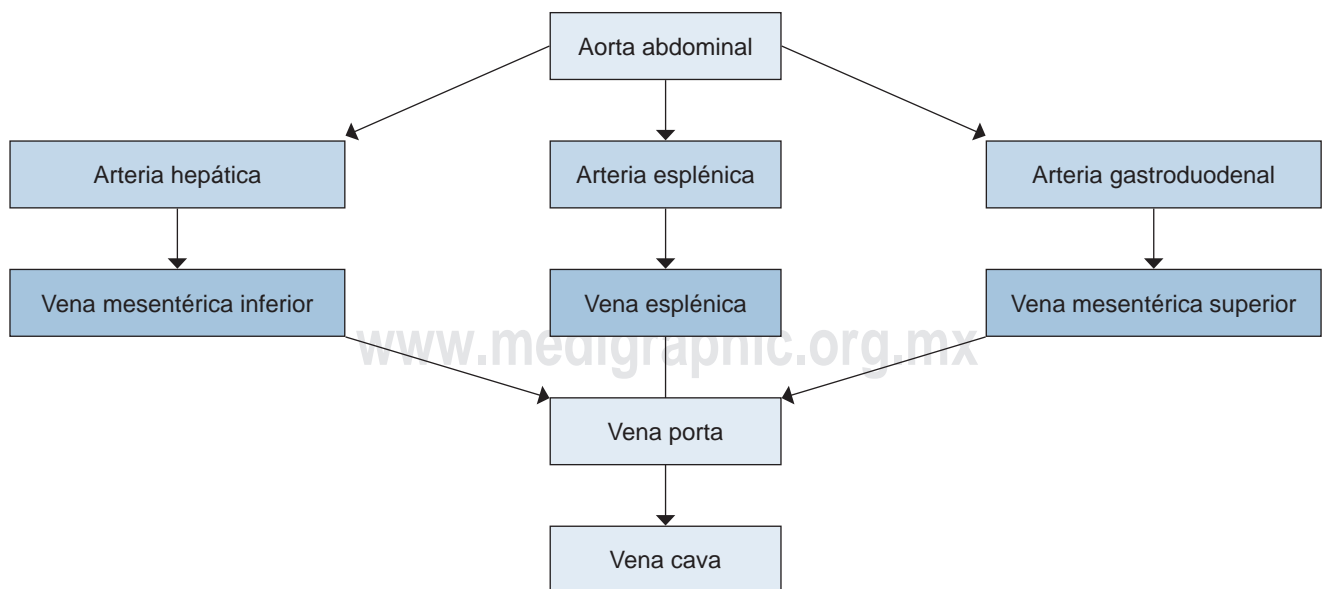 Aorta abdominal
Arteria hepática
Arteria esplénica
Arteria gastroduodenal
Vena mesentérica inferior
Vena esplénica
Vena mesentérica superior
www.medigraphic.org.mx
Vena porta
Vena cava